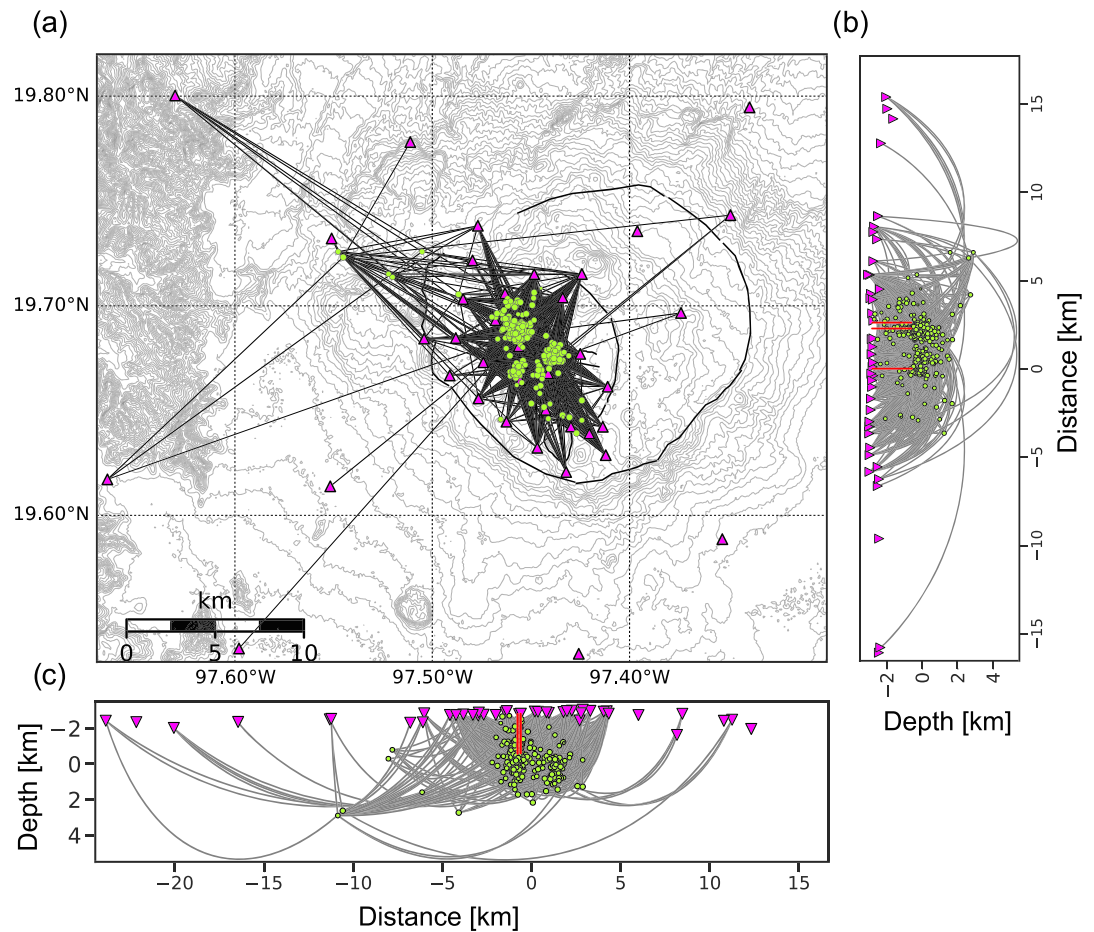 (a)
(b)
19.80°N
19.70°N
19.60°N
km
0 5 10
97.60°W 97.50°W 97.40°W
15
10
5
0
−5
−10
−15
Distance [km]
−2 0 2 4
Depth [km]
(c)
−2
0
2
4
Depth [km]
−20 −15 −10 −5 0 5 10 15
Distance [km]